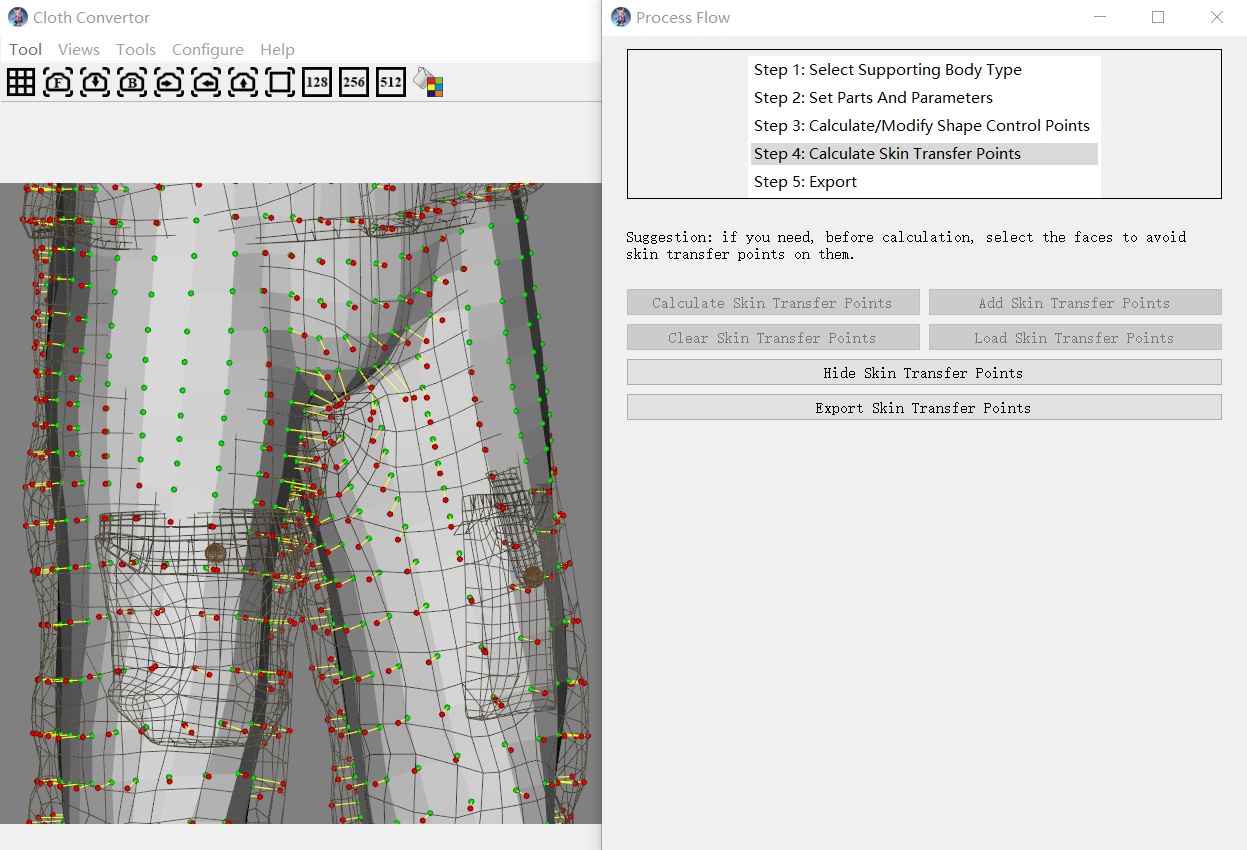 Cloth Convertor
Tool Views Tools Configure Help
F B 128 256 512
Process Flow
Step 1: Select Supporting Body Type
Step 2: Set Parts And Parameters
Step 3: Calculate/Modify Shape Control Points
Step 4: Calculate Skin Transfer Points
Step 5: Export
Suggestion: if you need, before calculation, select the faces to avoid
skin transfer points on them.
Calculate Skin Transfer Points
Add Skin Transfer Points
Clear Skin Transfer Points
Load Skin Transfer Points
Hide Skin Transfer Points
Export Skin Transfer Points